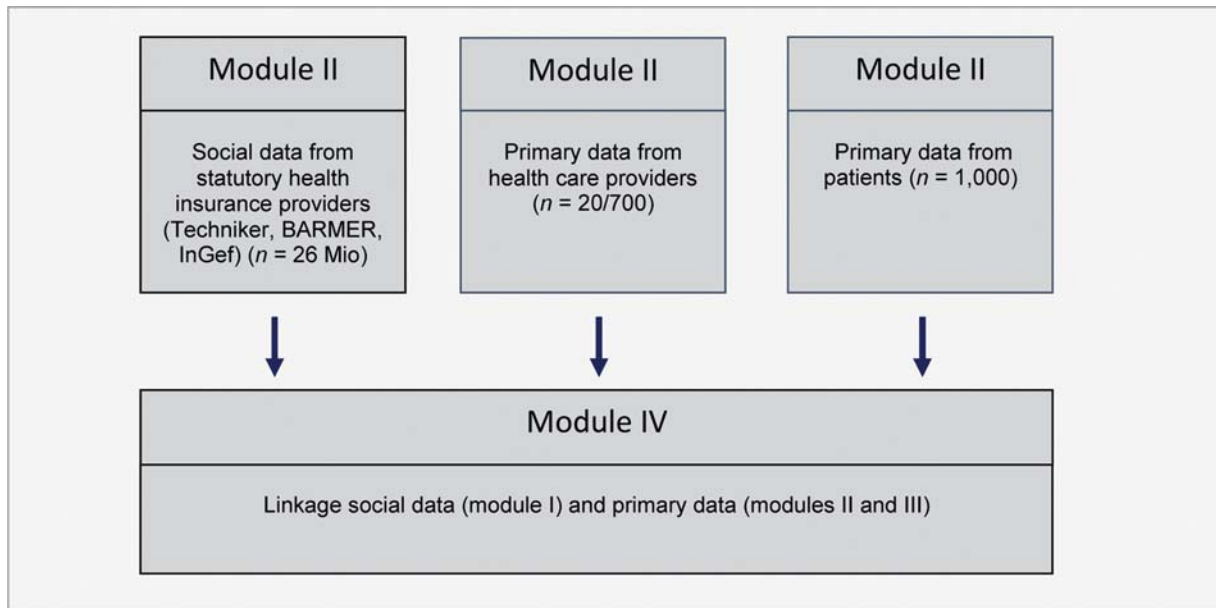 Module II
Social data from
statutory health
insurance providers
(Techniker, BARMER,
InGef) (n = 26 Mio)
Module II
Primary data from
health care providers
(n = 20/700)
Module II
Primary data from
patients (n = 1,000)
Module IV
Linkage social data (module I) and primary data (modules II and III)